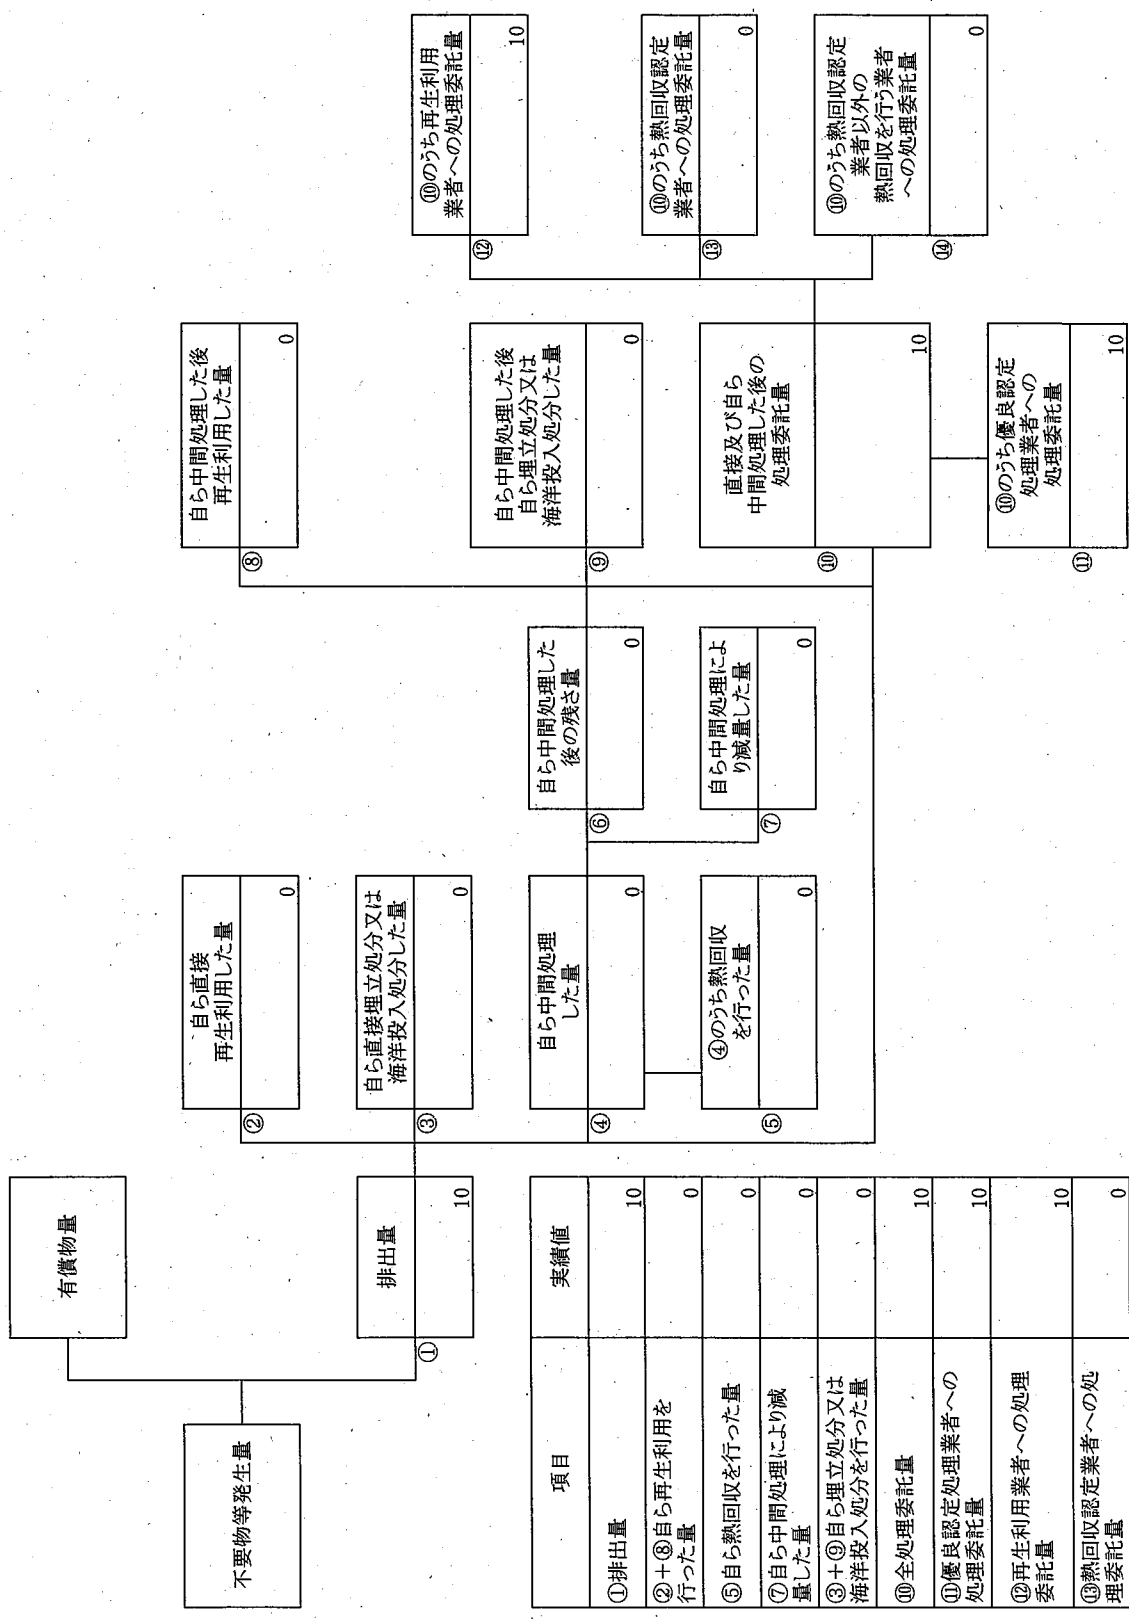 不要物等発生量
有償物量
①
排出量
10
②
自ら直接
再生利用した量
0
③
自ら直接埋立処分又は
海洋投入処分した量
0
④
自ら中間処理
した量
0
⑤
④のうち熱回収
を行った量
0
⑥
自ら中間処理した
後の残さ量
0
⑦
自ら中間処理によ
り減量した量
0
⑧
自ら中間処理した後
再生利用した量
0
⑨
自ら中間処理した後
自ら埋立処分又は
海洋投入処分した量
0
⑩
直接及び自ら
中間処理した後の
処理委託量
10
⑪
⑩のうち優良認定
処理業者への
処理委託量
10
⑫
⑩のうち再生利用
業者への処理委託量
10
⑬
⑩のうち熱回収認定
業者への処理委託量
0
⑭
⑩のうち熱回収認定
業者以外の
熱回収を行う業者
への処理委託量
0
項目 実績値
①排出量 10
②+⑧自ら再生利用を
行った量 0
⑤自ら熱回収を行った量 0
⑦自ら中間処理により減
量した量 0
③+⑨自ら埋立処分又は
海洋投入処分を行った量 0
⑩全処理委託量 10
⑪優良認定処理業者への
処理委託量 10
⑫再生利用業者への処理
委託量 10
⑬熱回収認定業者への処
理委託量 0